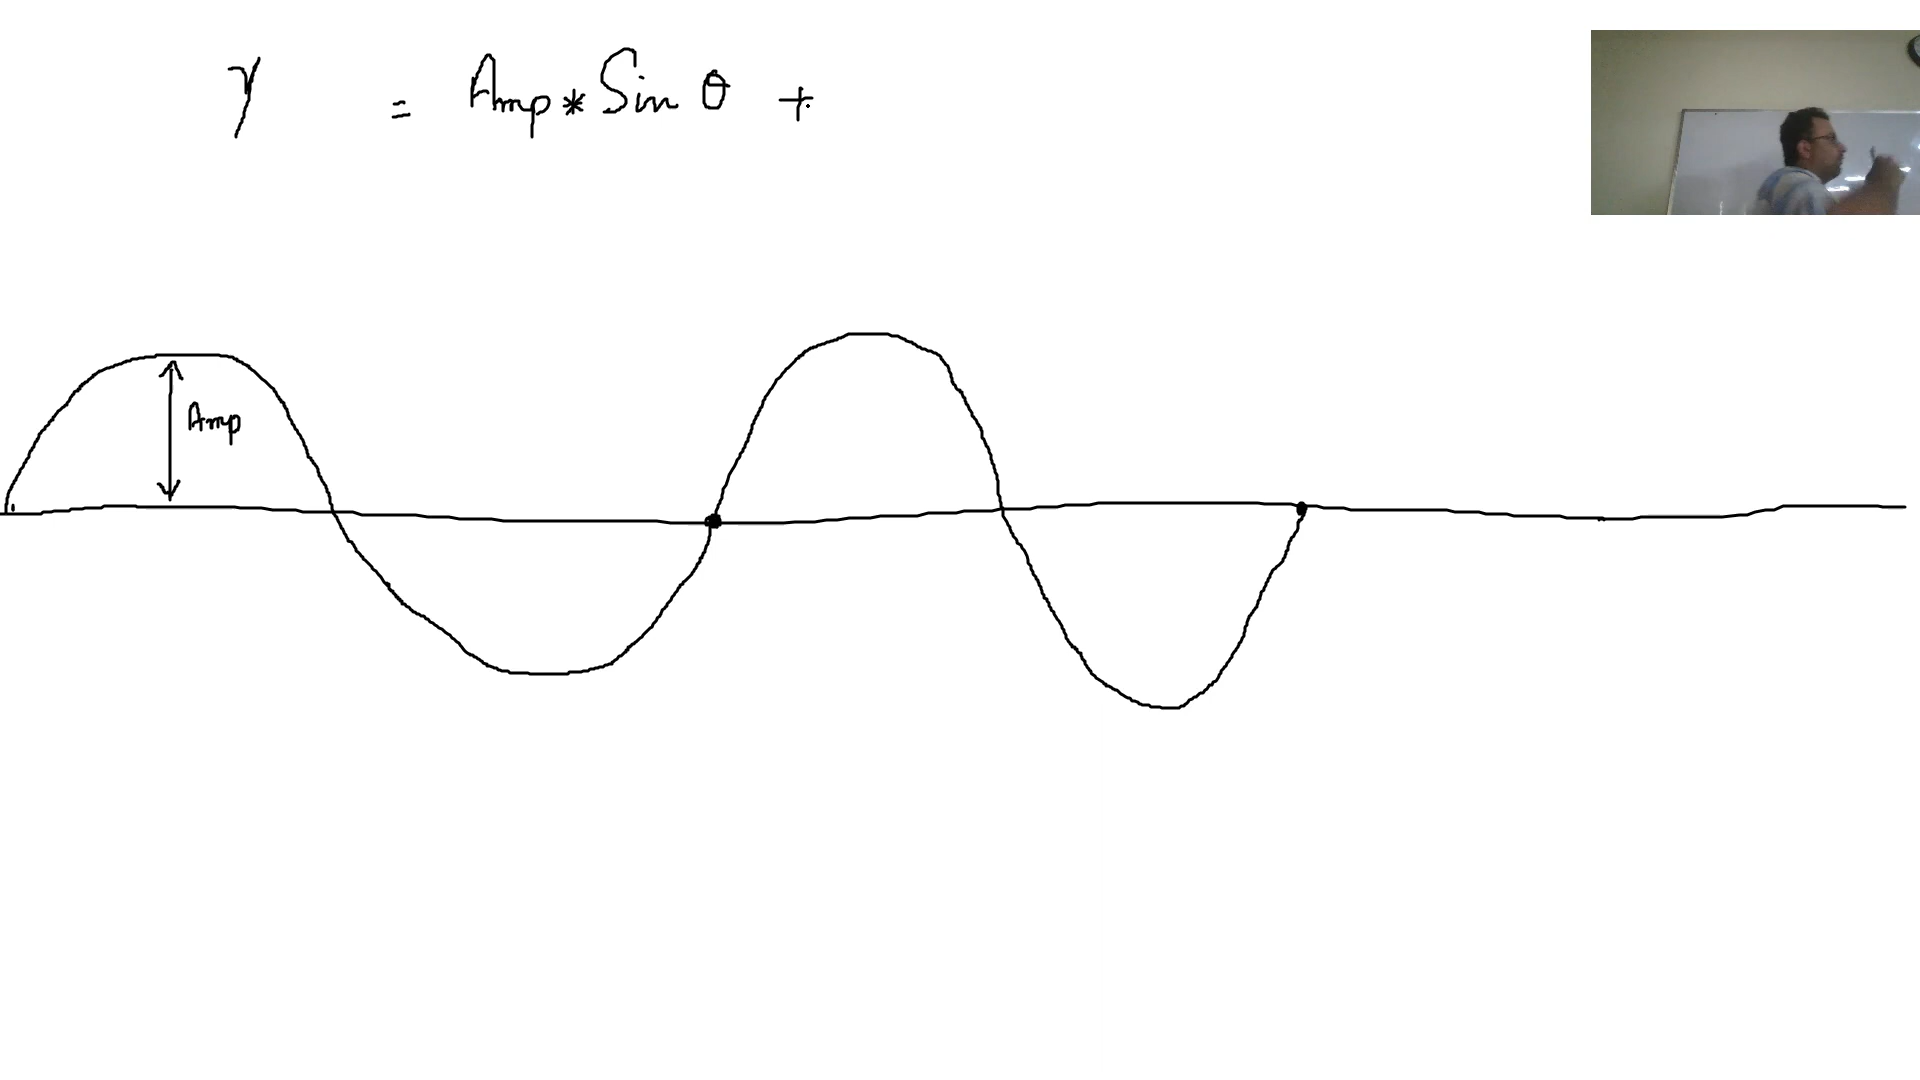 Y = Amp * Sin θ +
Amp